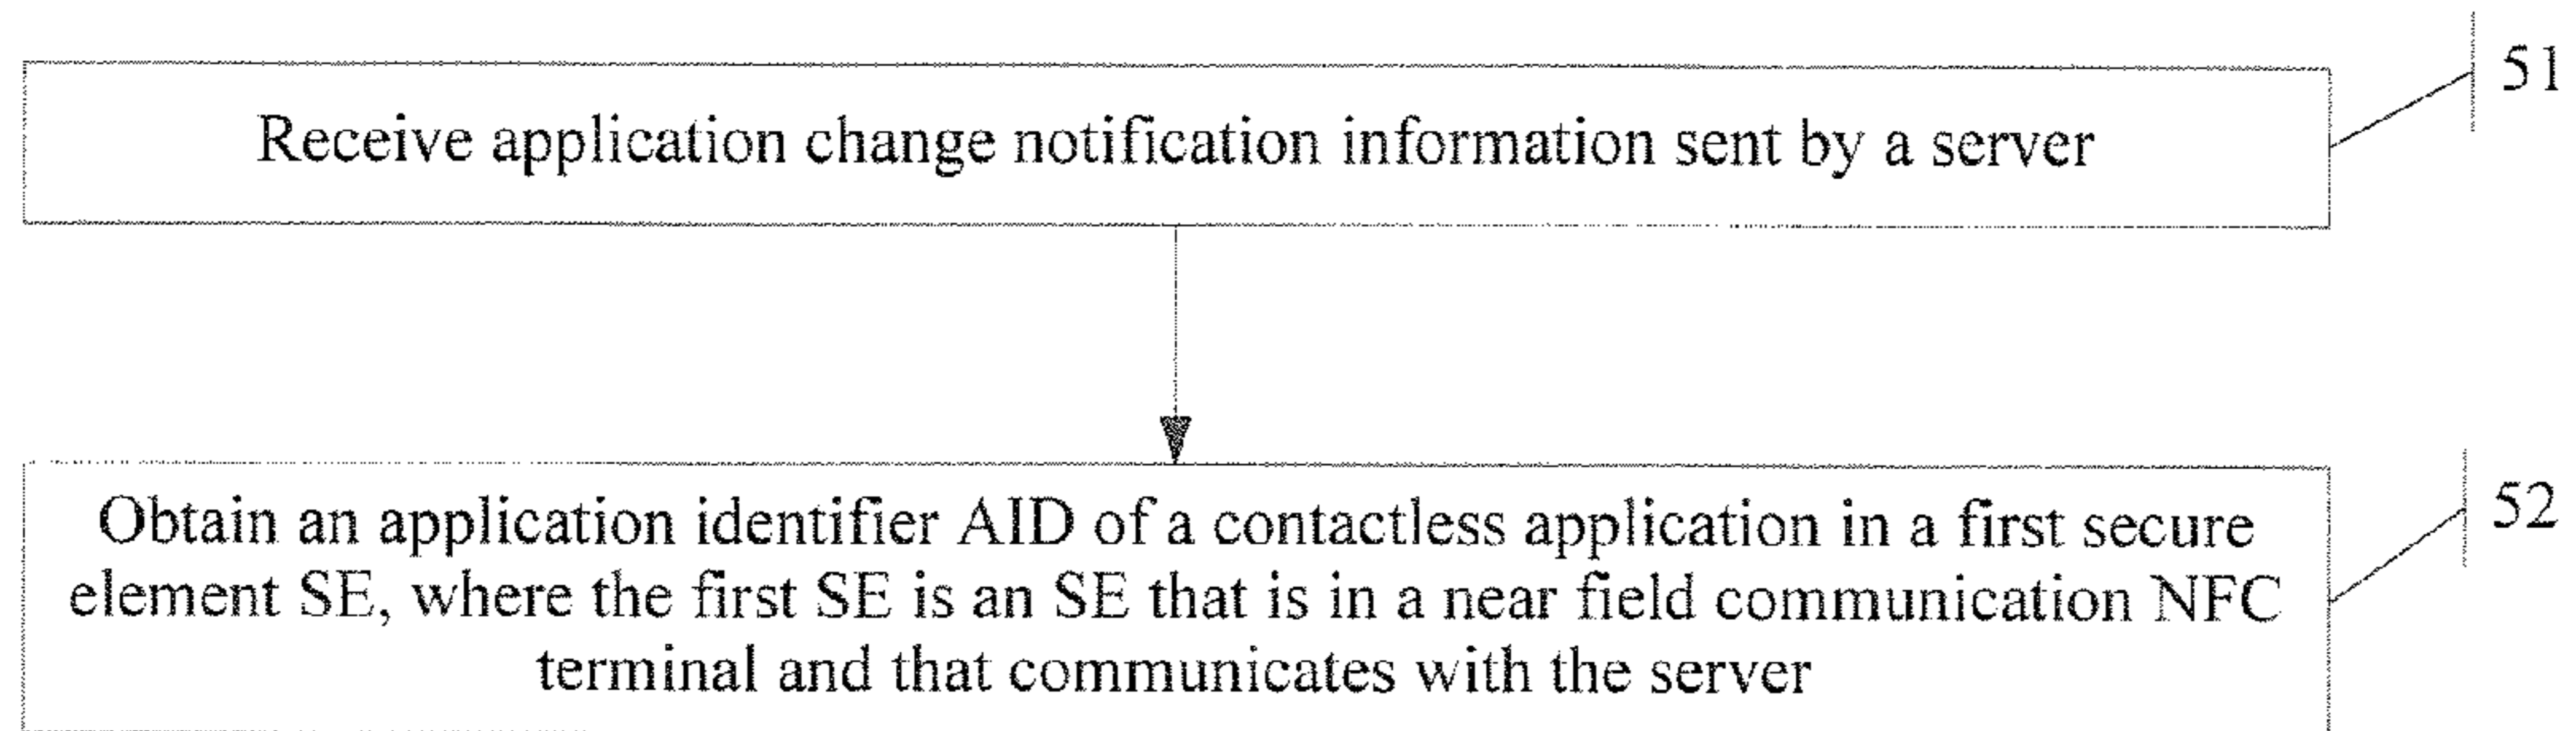 51
Receive application change notification information sent by a server
52
Obtain an application identifier AID of a contactless application in a first secure
element SE, where the first SE is an SE that is in a near field communication NFC
terminal and that communicates with the server